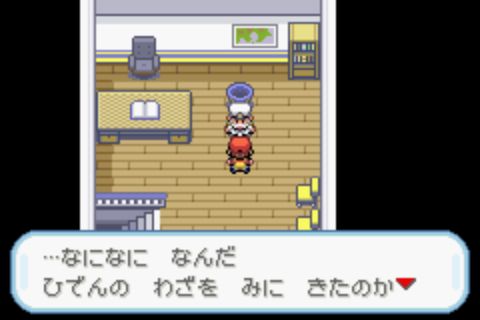 …なになに　なんだ
ひでんの　わざを　みに　きたのか